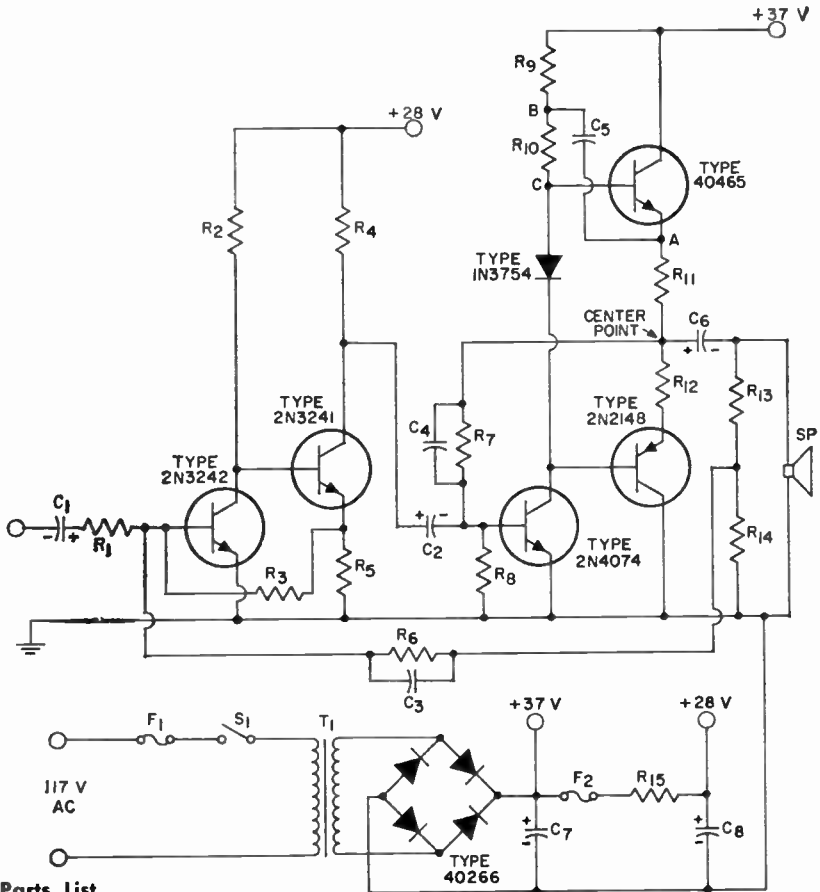 +37 V
R9
B
C5
R10
C
TYPE
40465
A
+28 V
R2
R4
TYPE
1N3754
R11
CENTER
POINT
C6
+ -
R12
R13
SP
TYPE
2N3241
TYPE
2N2148
C4
R7
TYPE
2N3242
C1
- +
R1
+ -
C2
R3
R5
R8
TYPE
2N4074
R14
R6
C3
F1
S1
T1
+37 V
+28 V
117 V
AC
F2
R15
+
-
C7
+
-
C8
TYPE
40266
Parts List